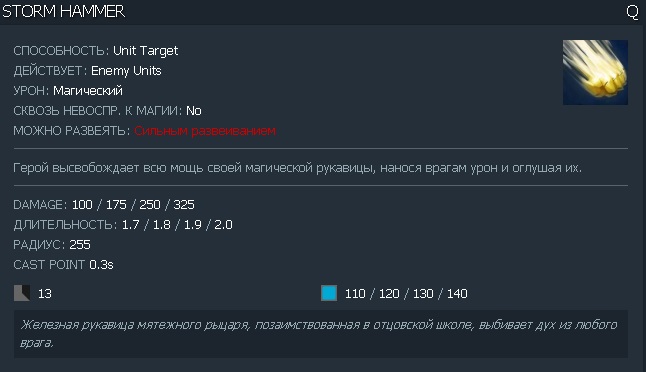 STORM HAMMER Q
СПОСОБНОСТЬ: Unit Target
ДЕЙСТВУЕТ: Enemy Units
УРОН: Магический
СКВОЗЬ НЕВОСПР. К МАГИИ: No
МОЖНО РАЗВЕЯТЬ: Сильным развеиванием
Герой высвобождает всю мощь своей магической рукавицы, нанося врагам урон и оглушая их.
DAMAGE: 100 / 175 / 250 / 325
ДЛИТЕЛЬНОСТЬ: 1.7 / 1.8 / 1.9 / 2.0
РАДИУС: 255
CAST POINT 0.3s
13 110 / 120 / 130 / 140
Железная рукавица мятежного рыцаря, позаимствованная в отцовской школе, выбивает дух из любого
врага.